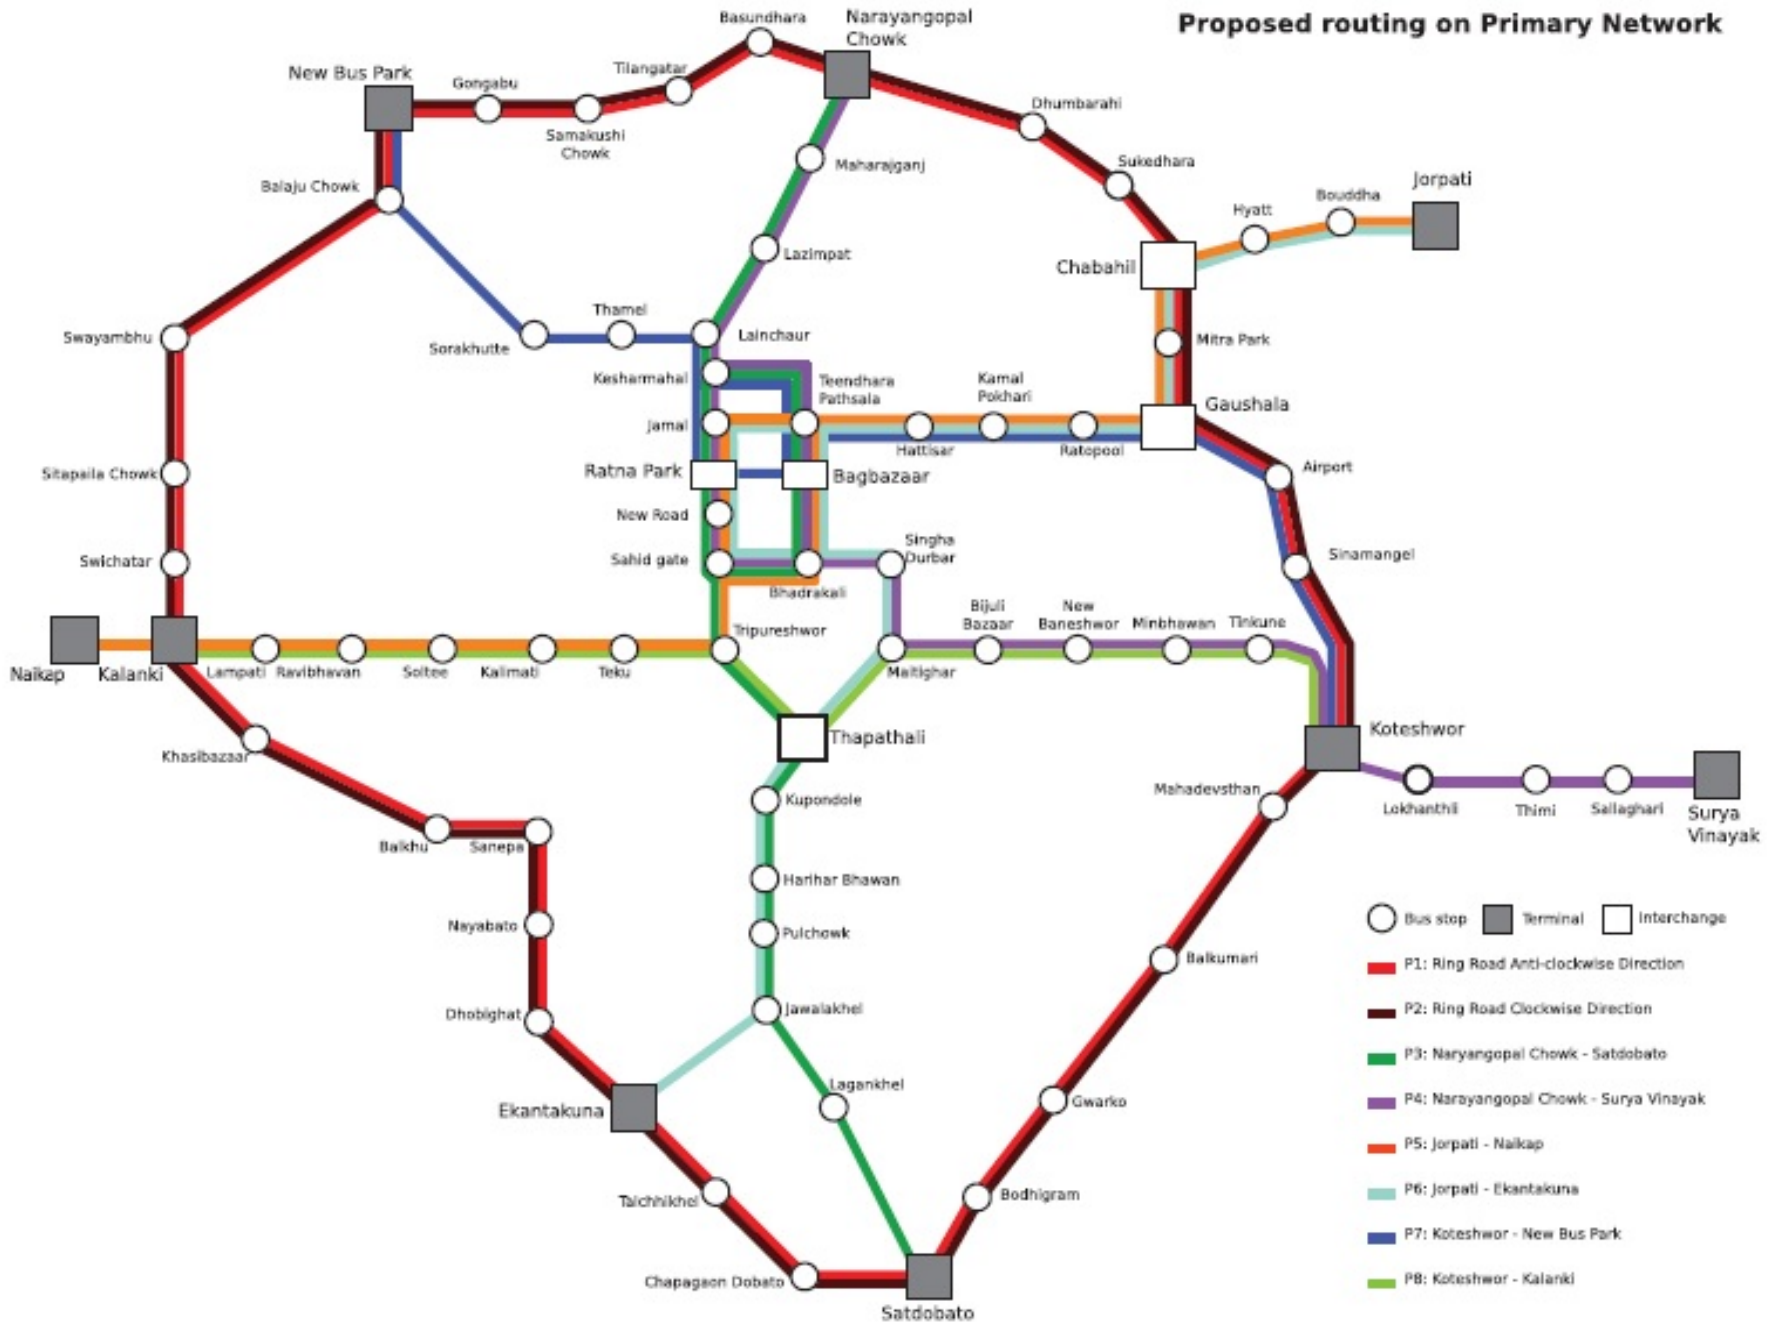 Proposed routing on Primary Network
Basundhara
Narayangopal
Chowk
New Bus Park
Gongabu
Tilangatar
Samakushi
Chowk
Dhumbarahi
Maharajganj
Sukedhara
Balaju Chowk
Jorpati
Bouddha
Hyatt
Lazimpat
Chabahil
Swayambhu
Sorakhutte
Thamel
Lainchaur
Mitra Park
Kesharmahal
Teendhara
Pathsala
Kamal
Pokhari
Gaushala
Jamal
Hattisar
Ratopool
Sitapaila Chowk
Ratna Park
Bagbazaar
Airport
New Road
Swichatar
Sahid gate
Singha
Durbar
Sinamangel
Bhadrakali
Bijuli
Bazaar
New
Baneshwor
Minbhawan
Tinkune
Tripureshwor
Naikap
Kalanki
Lampati
Ravibhavan
Soltee
Kalimati
Teku
Maitighar
Thapathali
Koteshwor
Khasibazaar
Mahadevsthan
Kupondole
Lokhanthli
Thimi
Sallaghari
Surya
Vinayak
Balkhu
Sanepa
Harihar Bhawan
Nayabato
Pulchowk
Bus stop
Terminal
Interchange
Balkumari
P1: Ring Road Anti-clockwise Direction
Dhobighat
Jawalakhel
P2: Ring Road Clockwise Direction
P3: Naryangopal Chowk - Satdobato
Lagankhel
Ekantakuna
Gwarko
P4: Narayangopal Chowk - Surya Vinayak
P5: Jorpati - Naikap
Talchhikhel
Bodhigram
P6: Jorpati - Ekantakuna
P7: Koteshwor - New Bus Park
Chapagaon Dobato
P8: Koteshwor - Kalanki
Satdobato